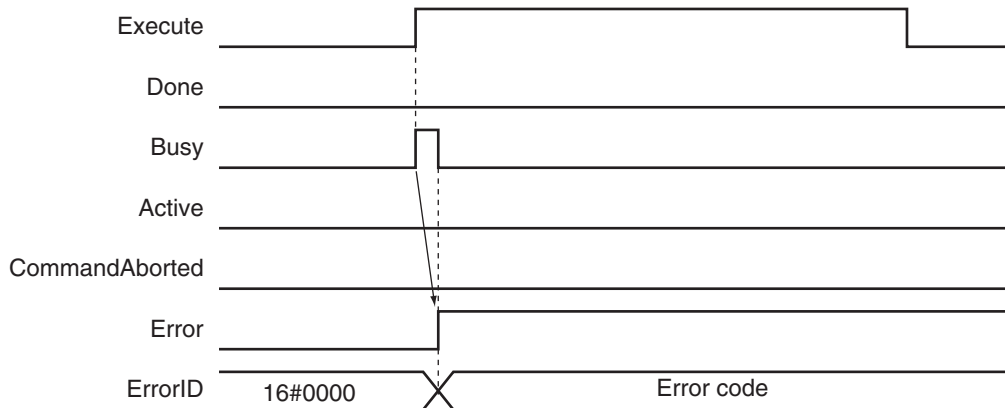 Execute
Done
Busy
Active
CommandAborted
Error
ErrorID 16#0000 Error code